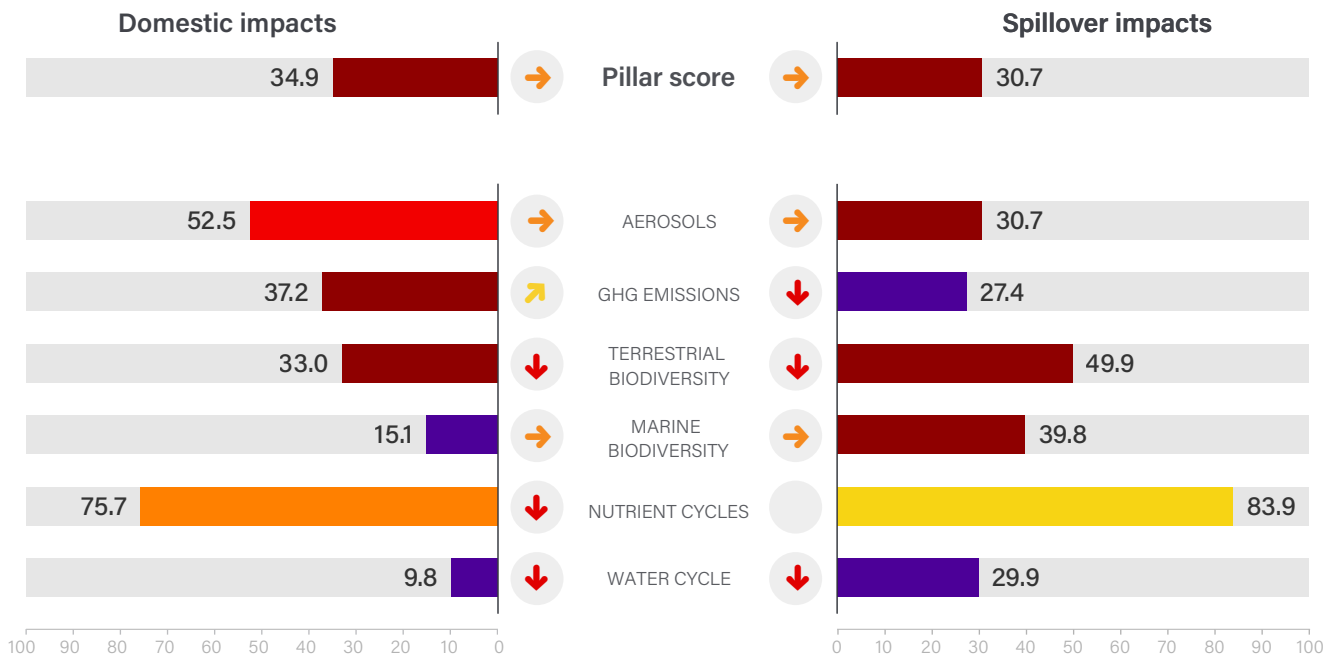 Domestic impacts
Spillover impacts
34.9
Pillar score
30.7
52.5
AEROSOLS
30.7
37.2
GHG EMISSIONS
27.4
33.0
TERRESTRIAL
BIODIVERSITY
49.9
15.1
MARINE
BIODIVERSITY
39.8
75.7
NUTRIENT CYCLES
83.9
9.8
WATER CYCLE
29.9
100 90 80 70 60 50 40 30 20 10 0
0 10 20 30 40 50 60 70 80 90 100